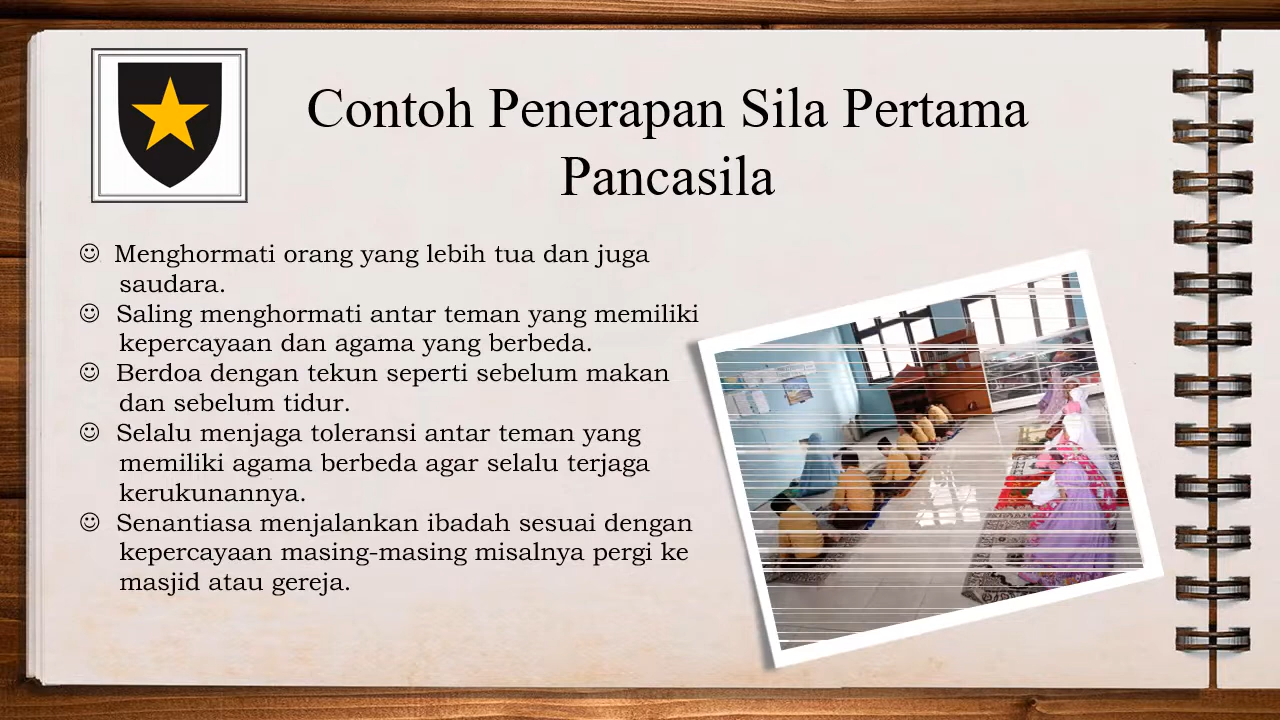 Contoh Penerapan Sila Pertama
Pancasila
☺ Menghormati orang yang lebih tua dan juga
saudara.
☺ Saling menghormati antar teman yang memiliki
kepercayaan dan agama yang berbeda.
☺ Berdoa dengan tekun seperti sebelum makan
dan sebelum tidur.
☺ Selalu menjaga toleransi antar teman yang
memiliki agama berbeda agar selalu terjaga
kerukunannya.
☺ Senantiasa menjalankan ibadah sesuai dengan
kepercayaan masing-masing misalnya pergi ke
masjid atau gereja.